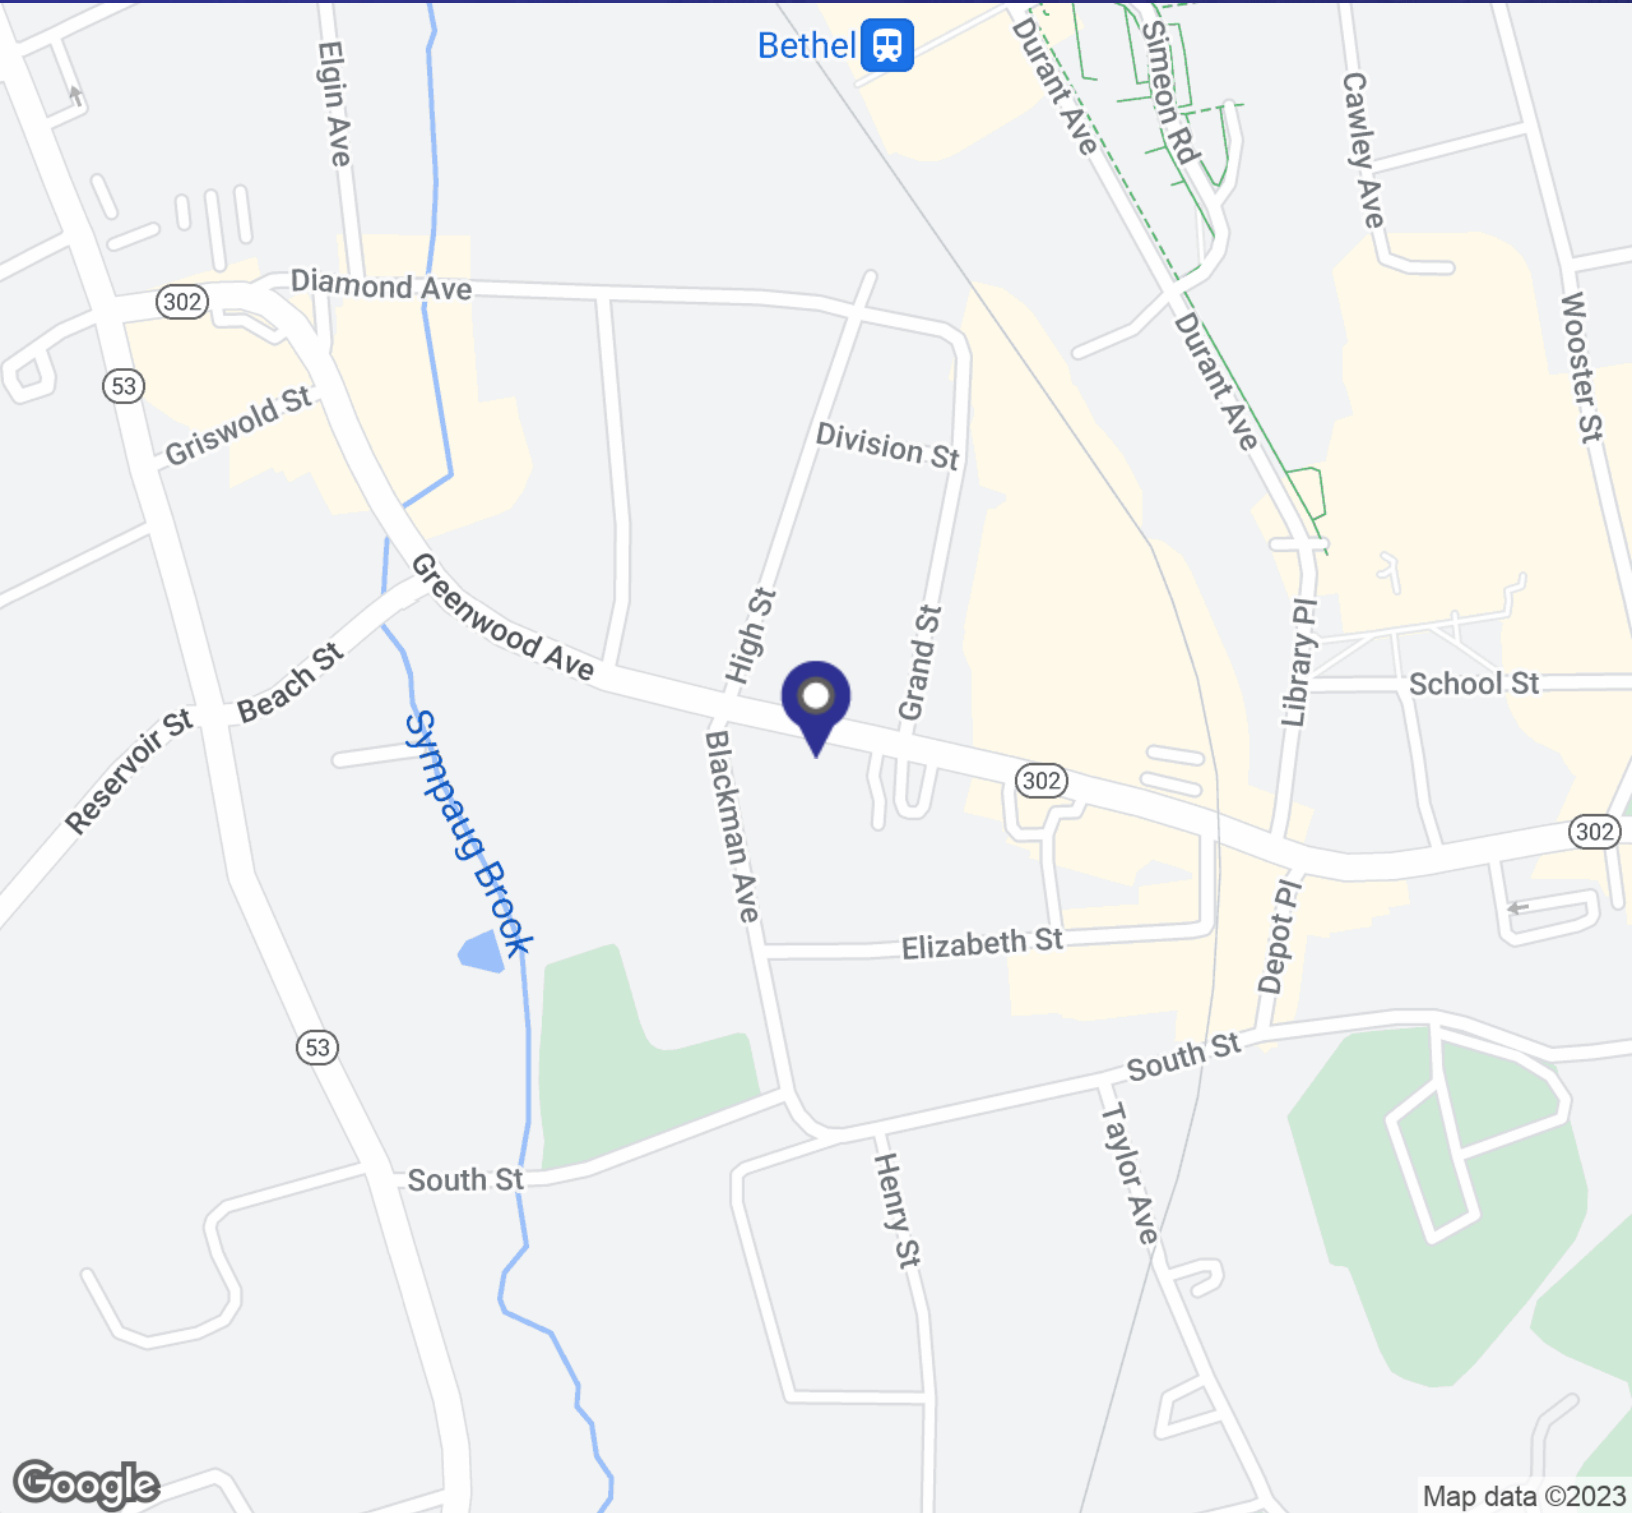 Bethel
Elgin Ave
Durant Ave
Simeon Rd
Cawley Ave
Diamond Ave
302
53
Griswold St
Division St
Durant Ave
Wooster St
Greenwood Ave
High St
Grand St
Library Pl
School St
Beach St
Reservoir St
Sympaug Brook
Blackman Ave
302
302
Depot Pl
Elizabeth St
53
South St
South St
Taylor Ave
Henry St
Google
Map data ©2023